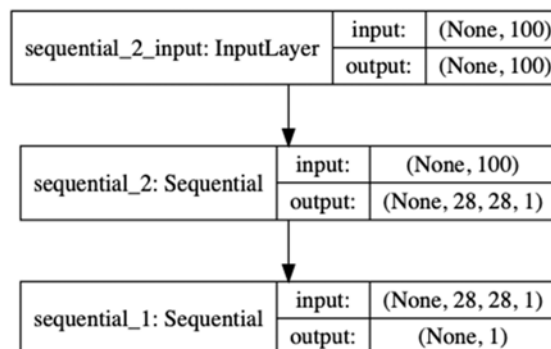 sequential_2_input: InputLayer
input: (None, 100)
output: (None, 100)
sequential_2: Sequential
input: (None, 100)
output: (None, 28, 28, 1)
sequential_1: Sequential
input: (None, 28, 28, 1)
output: (None, 1)